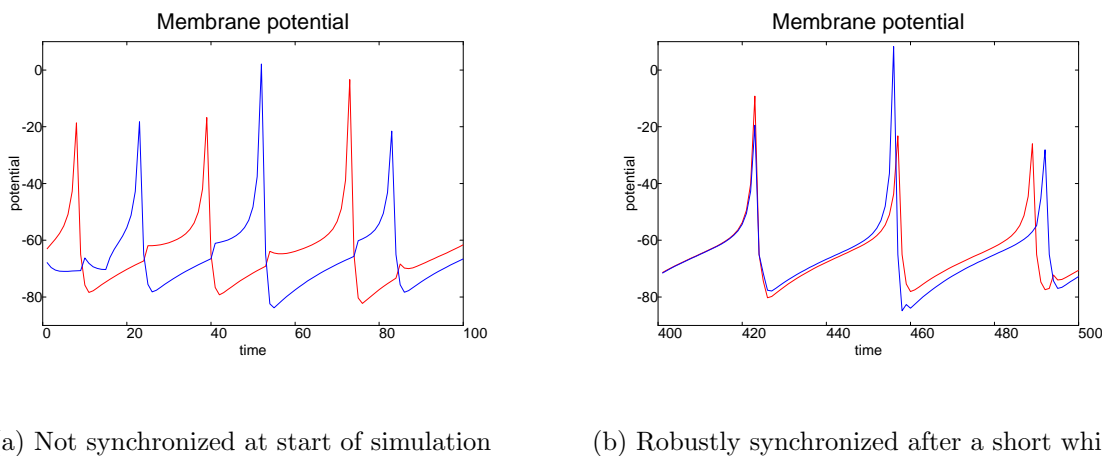 Membrane potential
0
-20
-40
-60
-80
potential
0 20 40 60 80 100
time
Membrane potential
0
-20
-40
-60
-80
potential
400 420 440 460 480 500
time
a) Not synchronized at start of simulation
(b) Robustly synchronized after a short whi